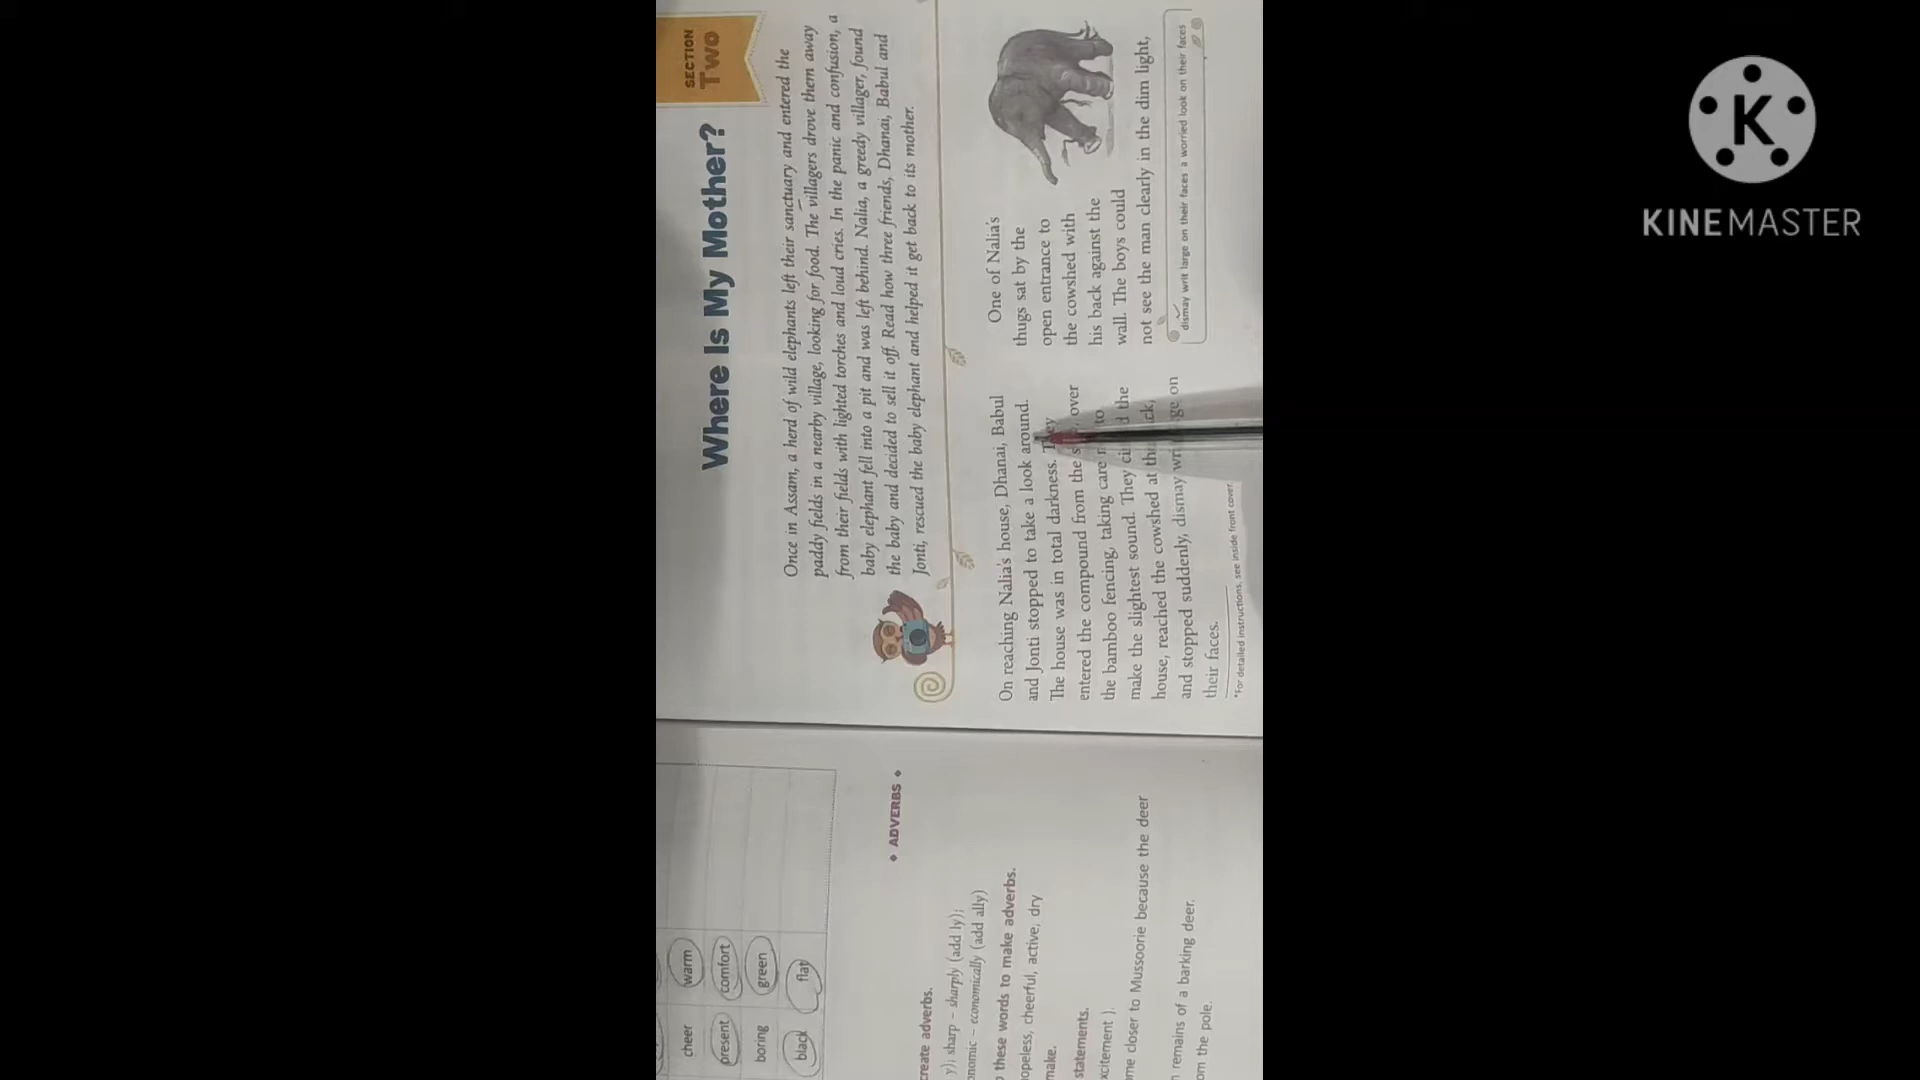 SECTION
TWO
Where Is My Mother?
Once in Assam, a herd of wild elephants left their sanctuary and entered the
paddy fields in a nearby village, looking for food. The villagers drove them away
from their fields with lighted torches and loud cries. In the panic and confusion, a
baby elephant fell into a pit and was left behind. Nalia, a greedy villager, found
the baby and decided to sell it off. Read how three friends, Dhanai, Babul and
Jonti, rescued the baby elephant and helped it get back to its mother.
On reaching Nalia's house, Dhanai, Babul
and Jonti stopped to take a look around.
The house was in total darkness. They
entered the compound from the over
the bamboo fencing, taking care to
make the slightest sound. They the
house, reached the cowshed at
and stopped suddenly, dismay on
their faces.
*For detailed instructions, see inside front cover.
One of Nalia's
thugs sat by the
open entrance to
the cowshed with
his back against the
wall. The boys could
not see the man clearly in the dim light,
dismay writ large on their faces a worried look on their faces
warm
cheer
comfort
present
green
boring
flat
black
ADVERBS
create adverbs.
y); sharp – sharply (add ly);
– economically (add ally)
these words to make adverbs.
cheerful, active, dry
make.
statements.
closer to Mussoorie because the deer
remains of a barking deer.
the pole.
K
KINEMASTER